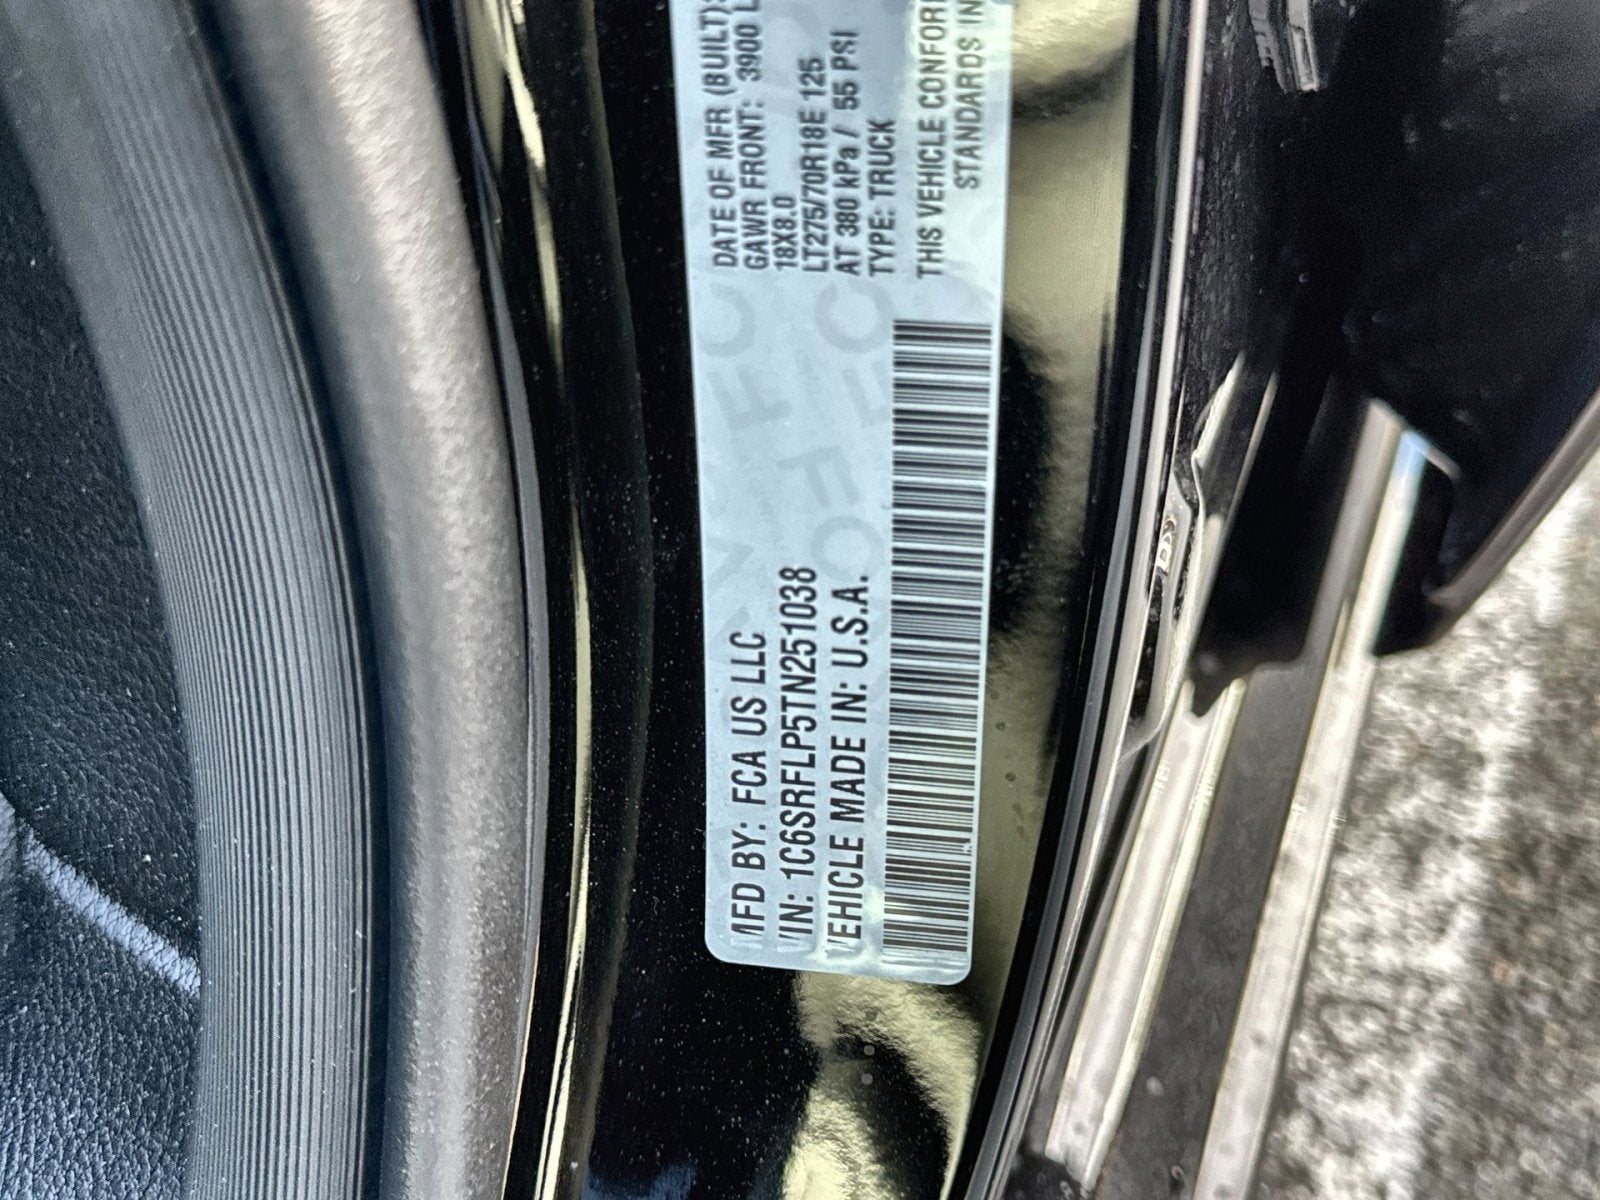 MFD BY: FCA US LLC
VIN: 1C6SRFLP5TN251038
VEHICLE MADE IN: U.S.A.
DATE OF MFR (BUILT):
GAWR FRONT: 3900 L
18X8.0
LT275/70R18E 125
AT 380 kPa / 55 PSI
TYPE: TRUCK
THIS VEHICLE CONFOR
STANDARDS IN